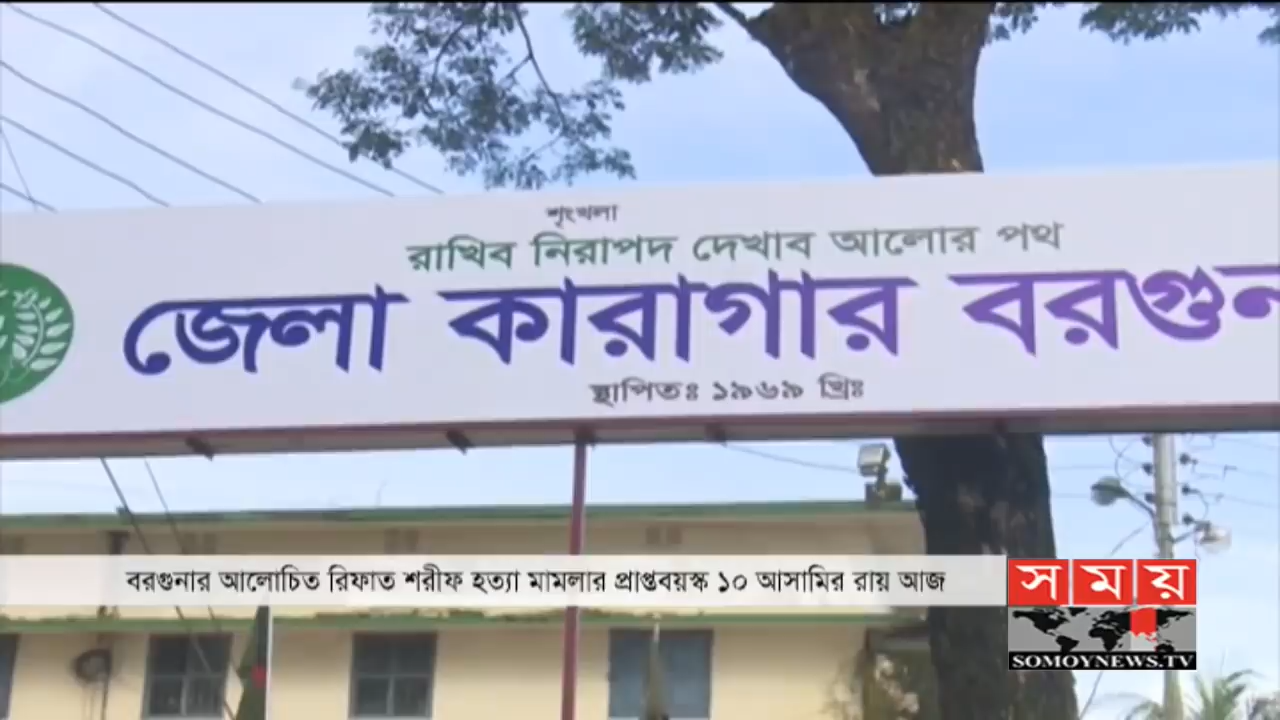 শৃংখলা
রাখিব নিরাপদ দেখাব আলোর পথ
জেলা কারাগার বরগুন
স্থাপিতঃ ১৯৬৯ খ্রিঃ
বরগুনার আলোচিত রিফাত শরীফ হত্যা মামলার প্রাপ্তবয়স্ক ১০ আসামির রায় আজ
সময়
SOMOYNEWS.TV